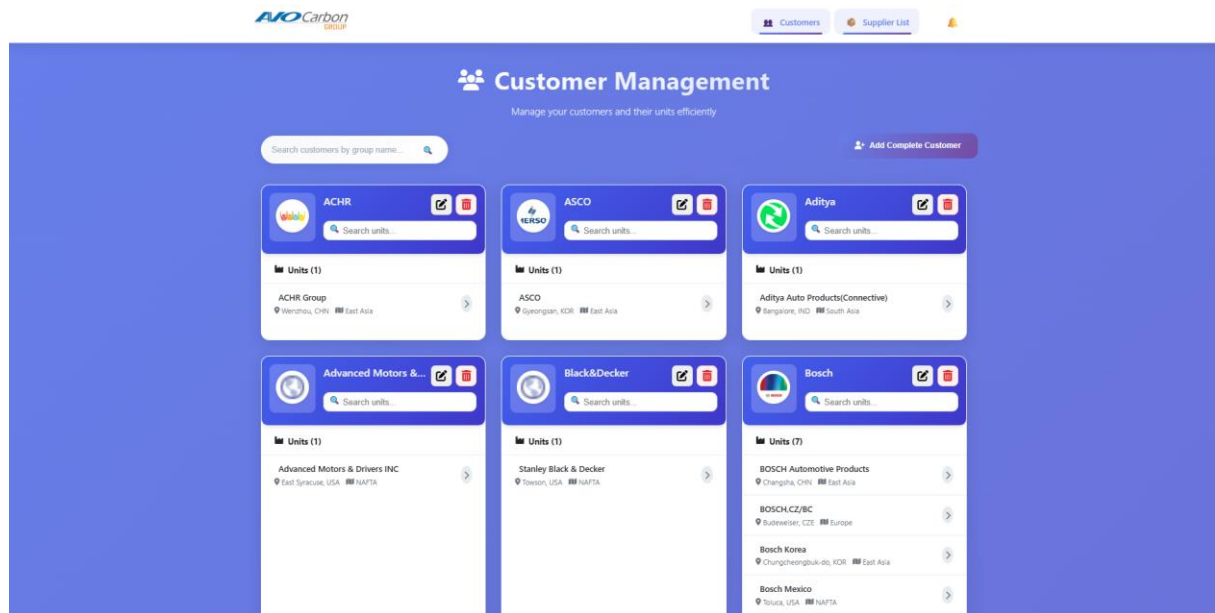 AVO Carbon
GROUP
Customers
Supplier List
Customer Management
Manage your customers and their units efficiently
Search customers by group name...
Add Complete Customer
ACHR
Search units...
Units (1)
ACHR Group
Wenzhou, CHN East Asia
ERSO
ASCO
Search units...
Units (1)
ASCO
Gyeongsan, KOR East Asia
Aditya
Search units...
Units (1)
Aditya Auto Products(Connective)
Bangalore, IND South Asia
Advanced Motors &...
Search units...
Units (1)
Advanced Motors & Drivers INC
East Syracuse, USA NAFTA
Black&Decker
Search units...
Units (1)
Stanley Black & Decker
Towson, USA NAFTA
Bosch
Search units...
Units (7)
BOSCH Automotive Products
Changsha, CHN East Asia
BOSCH,CZ/BC
Budeweiser, CZE Europe
Bosch Korea
Chungcheongbuk-do, KOR East Asia
Bosch Mexico
Toluca, USA NAFTA